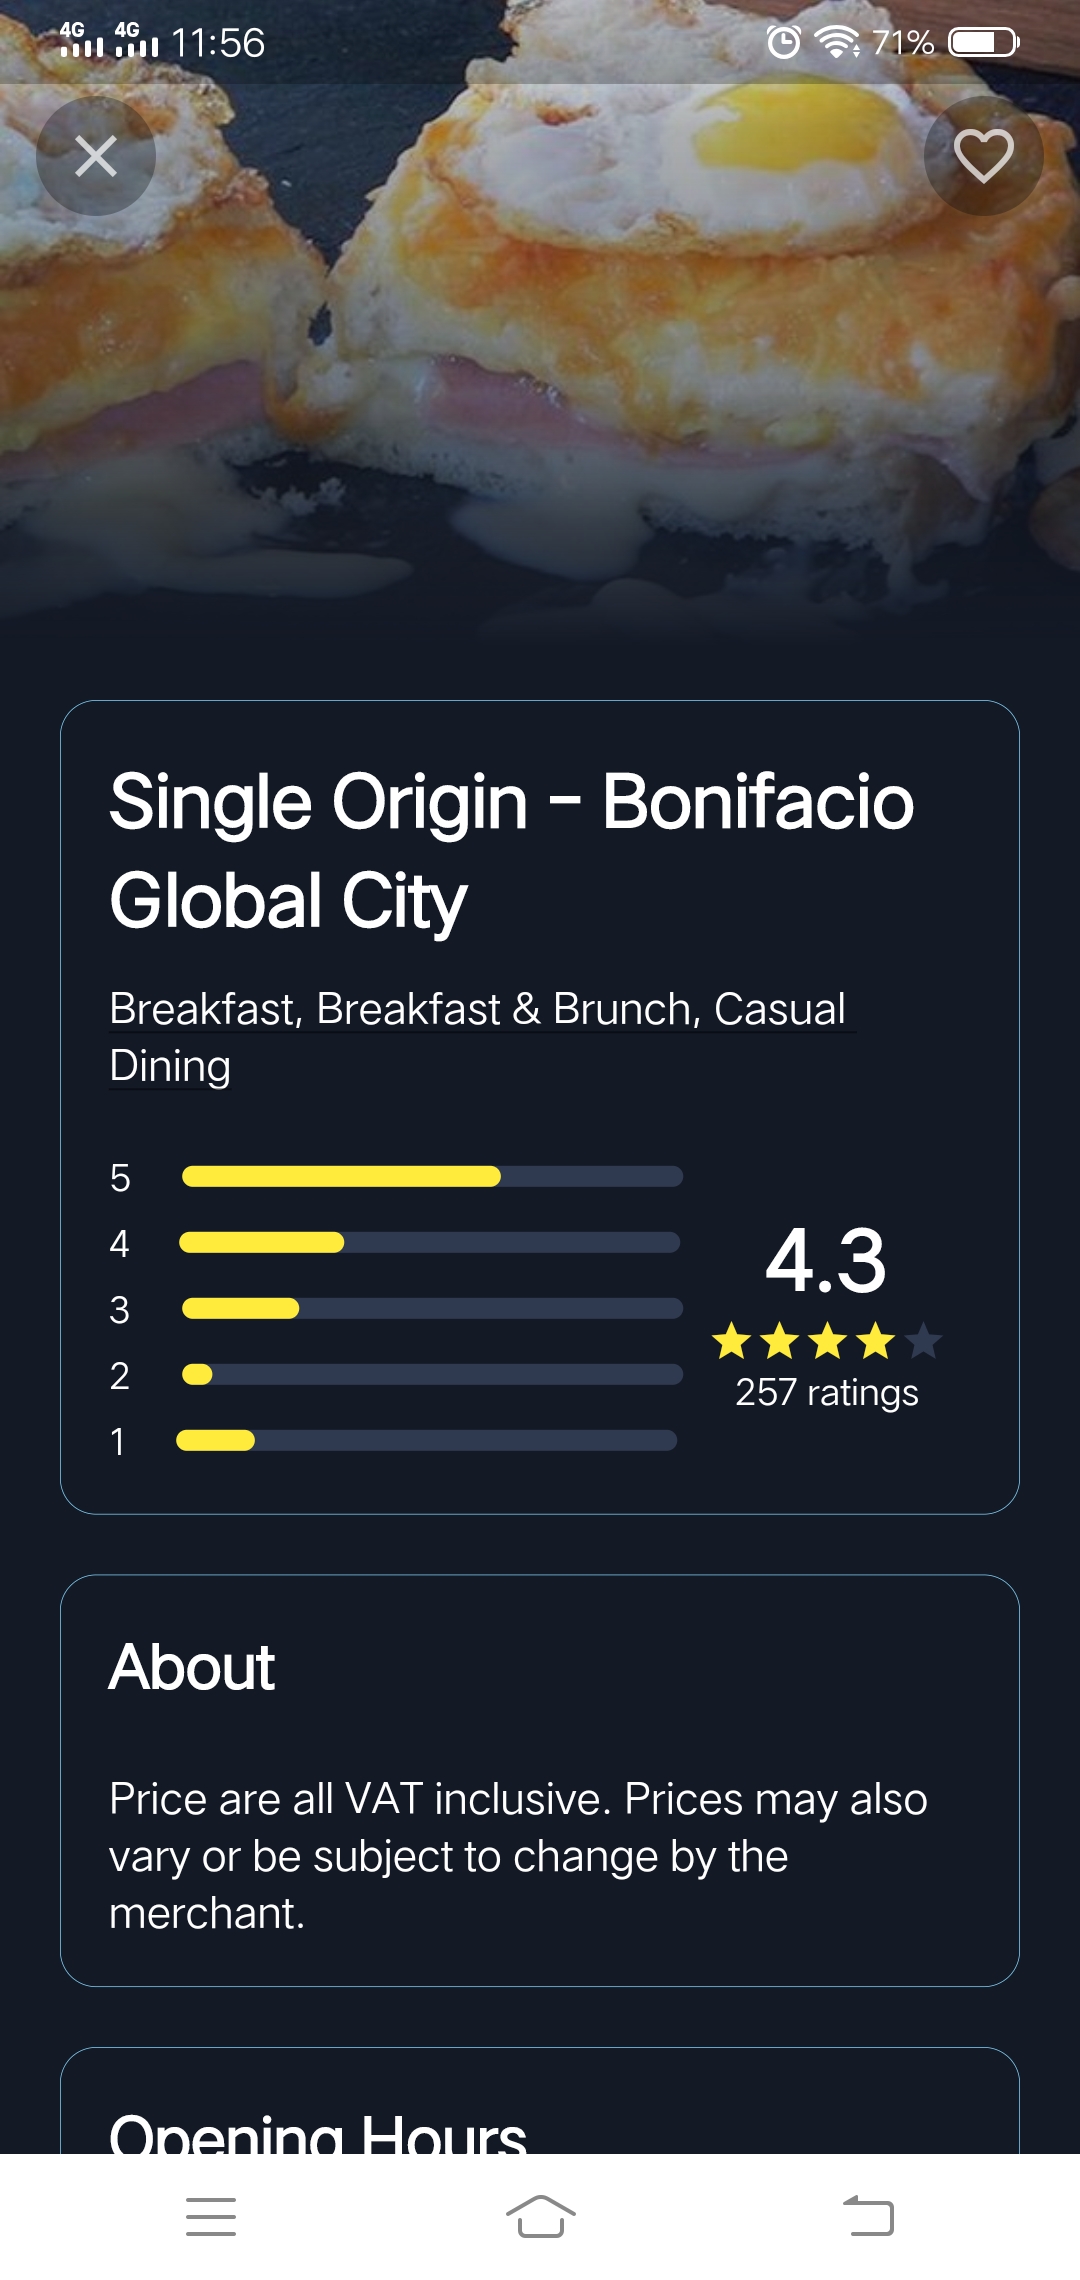 4G 4G 11:56 71%
Single Origin - Bonifacio
Global City
Breakfast, Breakfast & Brunch, Casual
Dining
5
4
3
2
1
4.3
257 ratings
About
Price are all VAT inclusive. Prices may also
vary or be subject to change by the
merchant.
Opening Hours